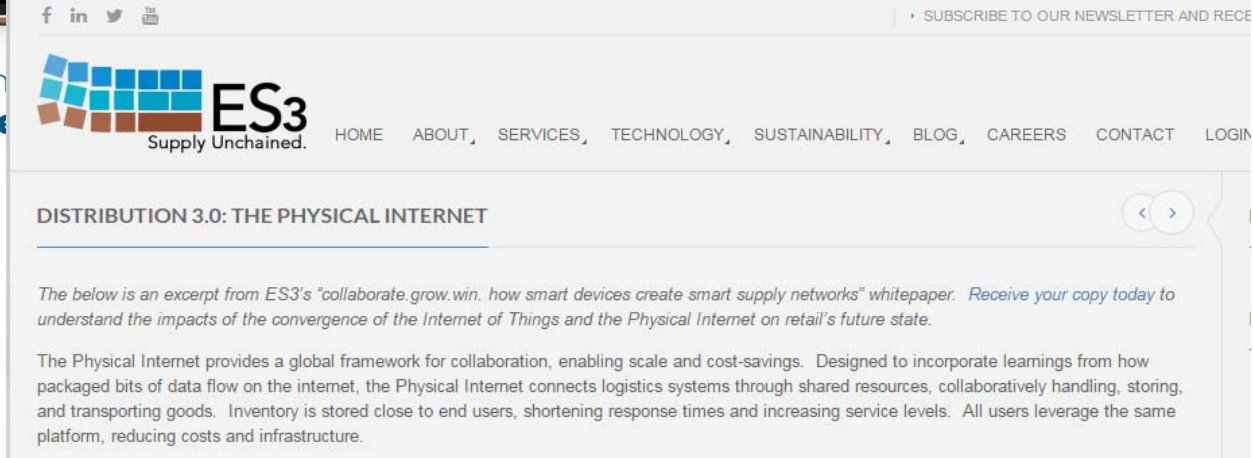 SUBSCRIBE TO OUR NEWSLETTER AND RECE
ES3
Supply Unchained.
HOME ABOUT SERVICES TECHNOLOGY SUSTAINABILITY BLOG CAREERS CONTACT LOGIN
DISTRIBUTION 3.0: THE PHYSICAL INTERNET
The below is an excerpt from ES3's "collaborate.grow.win. how smart devices create smart supply networks" whitepaper. Receive your copy today to
understand the impacts of the convergence of the Internet of Things and the Physical Internet on retail's future state.
The Physical Internet provides a global framework for collaboration, enabling scale and cost-savings. Designed to incorporate learnings from how
packaged bits of data flow on the internet, the Physical Internet connects logistics systems through shared resources, collaboratively handling, storing,
and transporting goods. Inventory is stored close to end users, shortening response times and increasing service levels. All users leverage the same
platform, reducing costs and infrastructure.